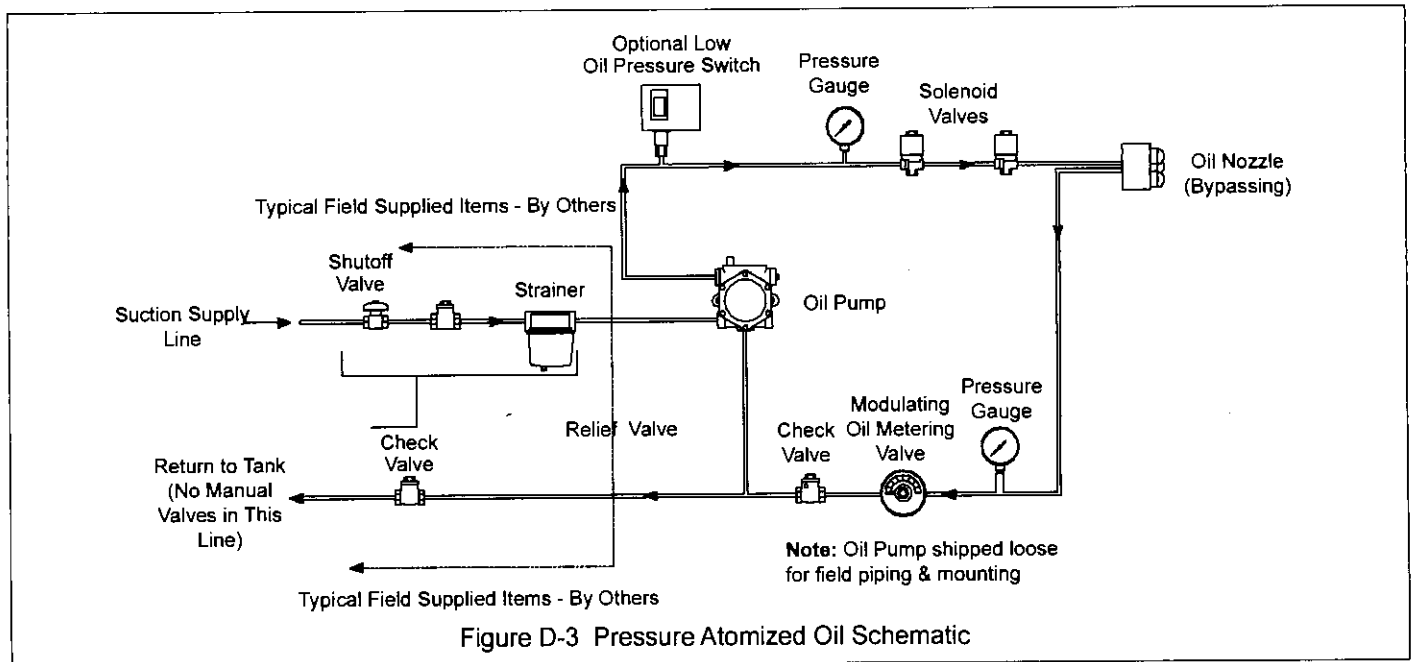 Optional Low
Oil Pressure Switch
Pressure
Gauge
Solenoid
Valves
Oil Nozzle
(Bypassing)
Typical Field Supplied Items - By Others
Shutoff
Valve
Strainer
Suction Supply
Line
Oil Pump
Relief Valve
Check
Valve
Return to Tank
(No Manual
Valves in This
Line)
Check
Valve
Modulating
Oil Metering
Valve
Pressure
Gauge
Note: Oil Pump shipped loose
for field piping & mounting
Typical Field Supplied Items - By Others
Figure D-3 Pressure Atomized Oil Schematic